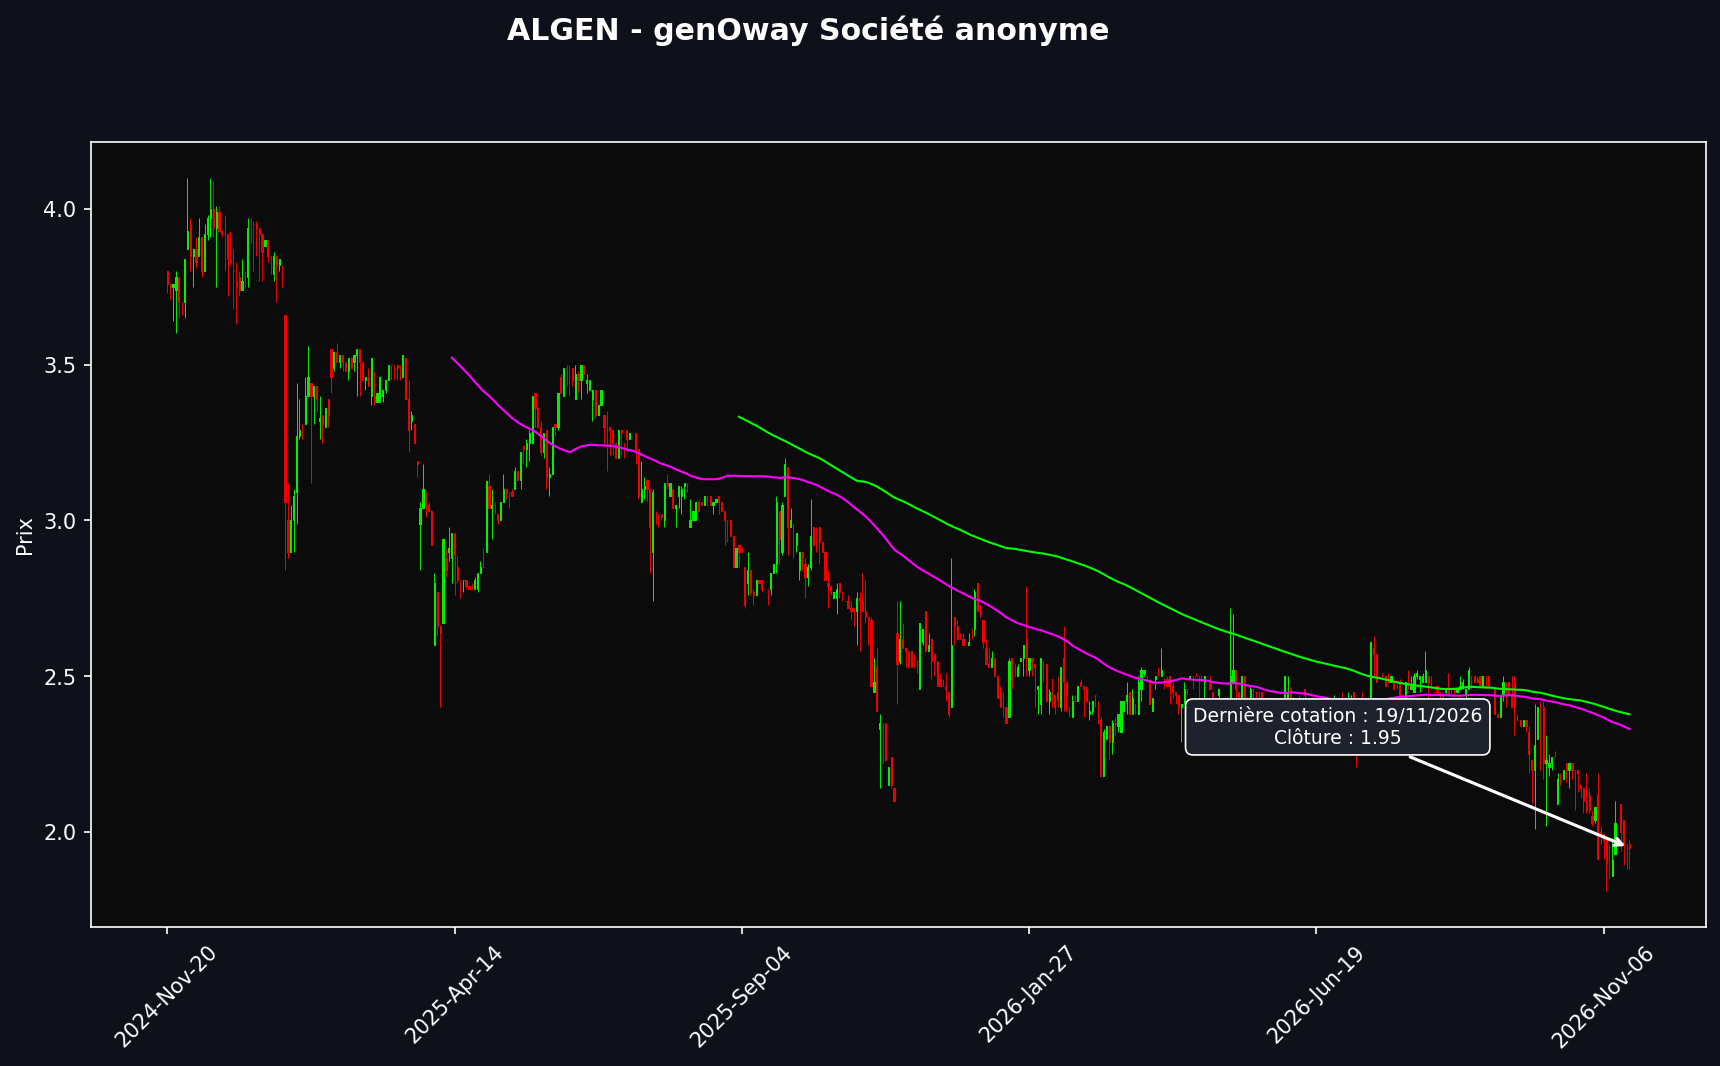 ALGEN - genOway Société anonyme
Prix
4.0
3.5
3.0
2.5
2.0
Dernière cotation : 19/11/2026
Clôture : 1.95
2024-Nov-20
2025-Apr-14
2025-Sep-04
2026-Jan-27
2026-Jun-19
2026-Nov-06